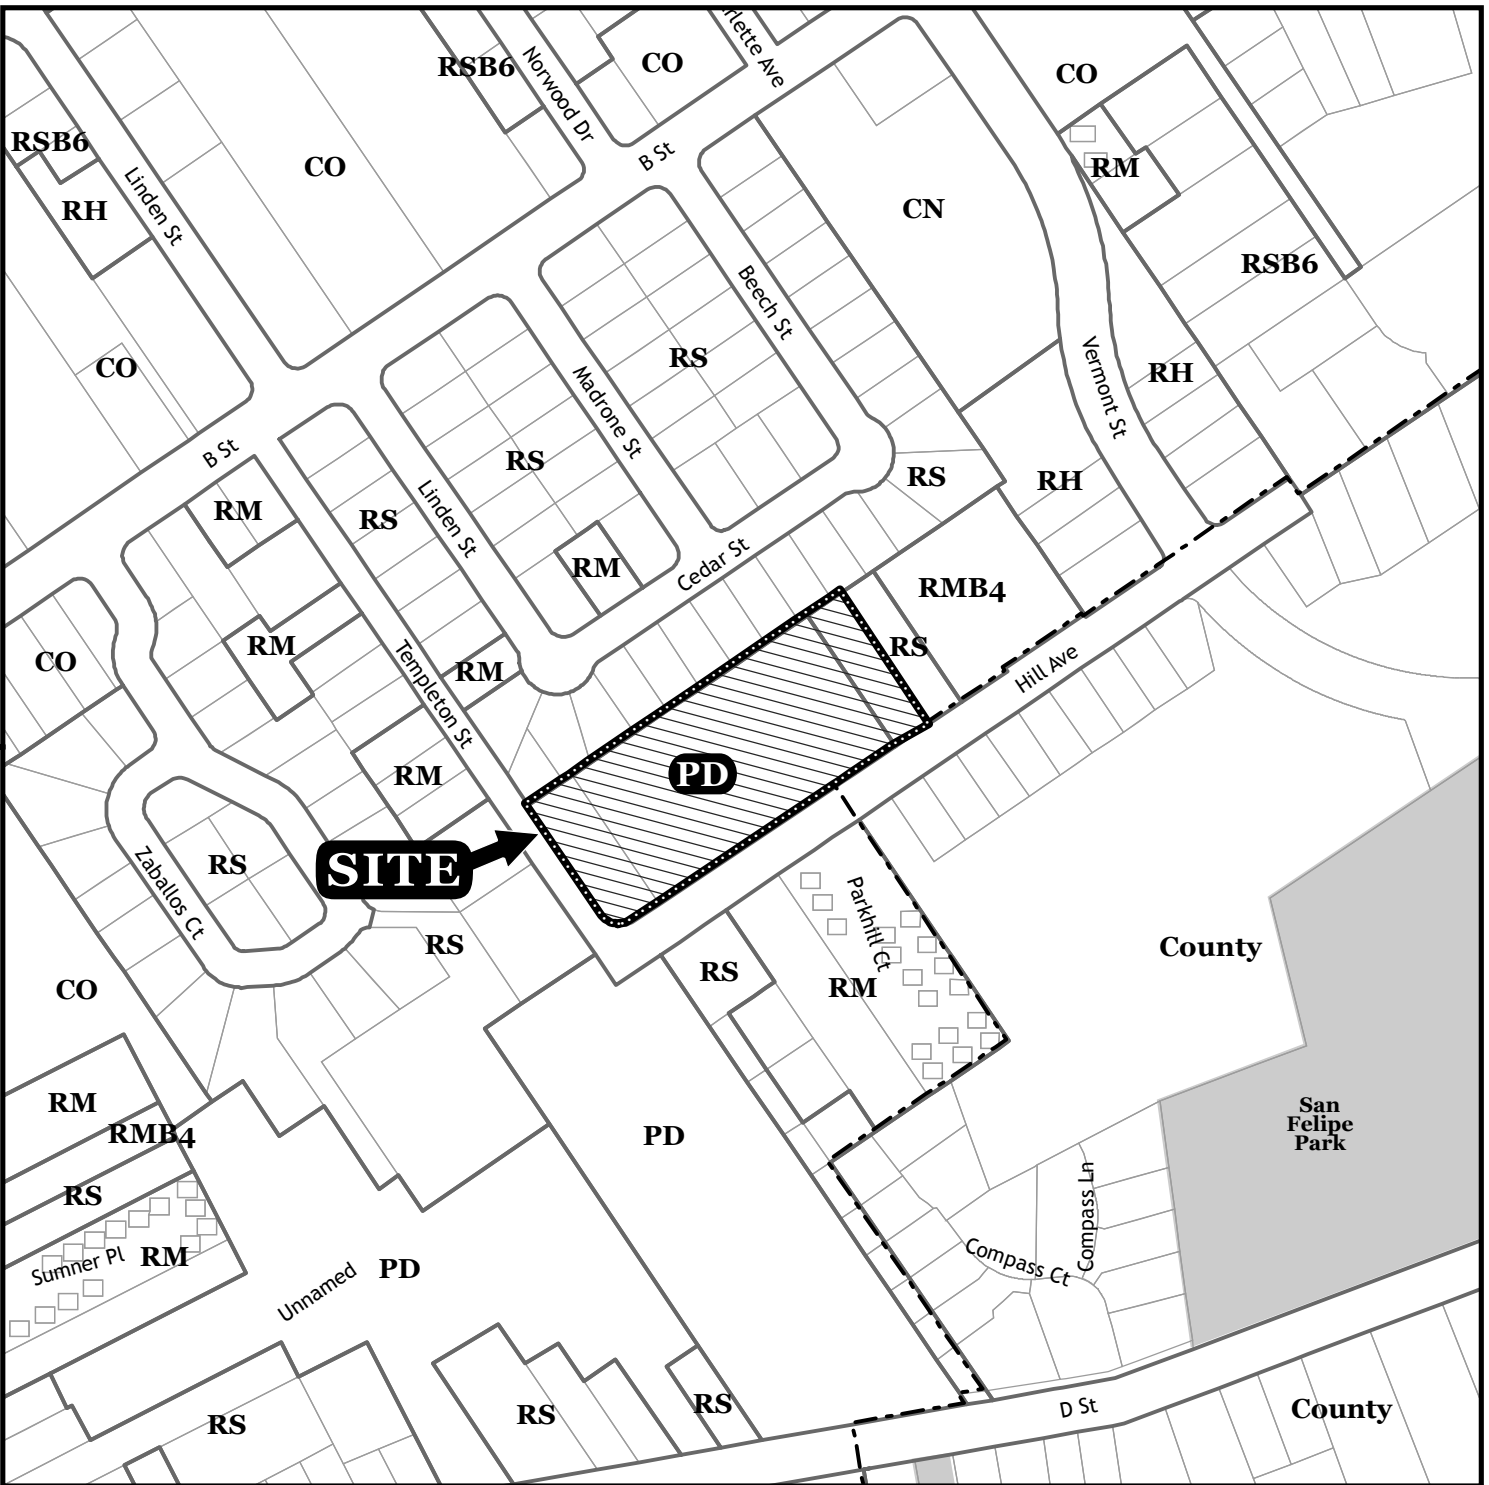 RSB6
Norwood Dr
CO
CO
RSB6
CO
B St
RM
RH
Linden St
CN
RSB6
Beech St
CO
RS
Madrone St
Vermont St
RH
B St
RS
RS
RH
RM
RS
Linden St
Cedar St
RM
RMB4
RM
RS
CO
Templeton St
RM
Hill Ave
RM
PD
SITE
RS
Zaballos Ct
Parkhill Ct
RS
RS
RM
County
CO
RM
RMB4
PD
San
Felipe
Park
RS
Compass Ln
Sumner Pl
RM
Unnamed
PD
Compass Ct
RS
RS
RS
D St
County